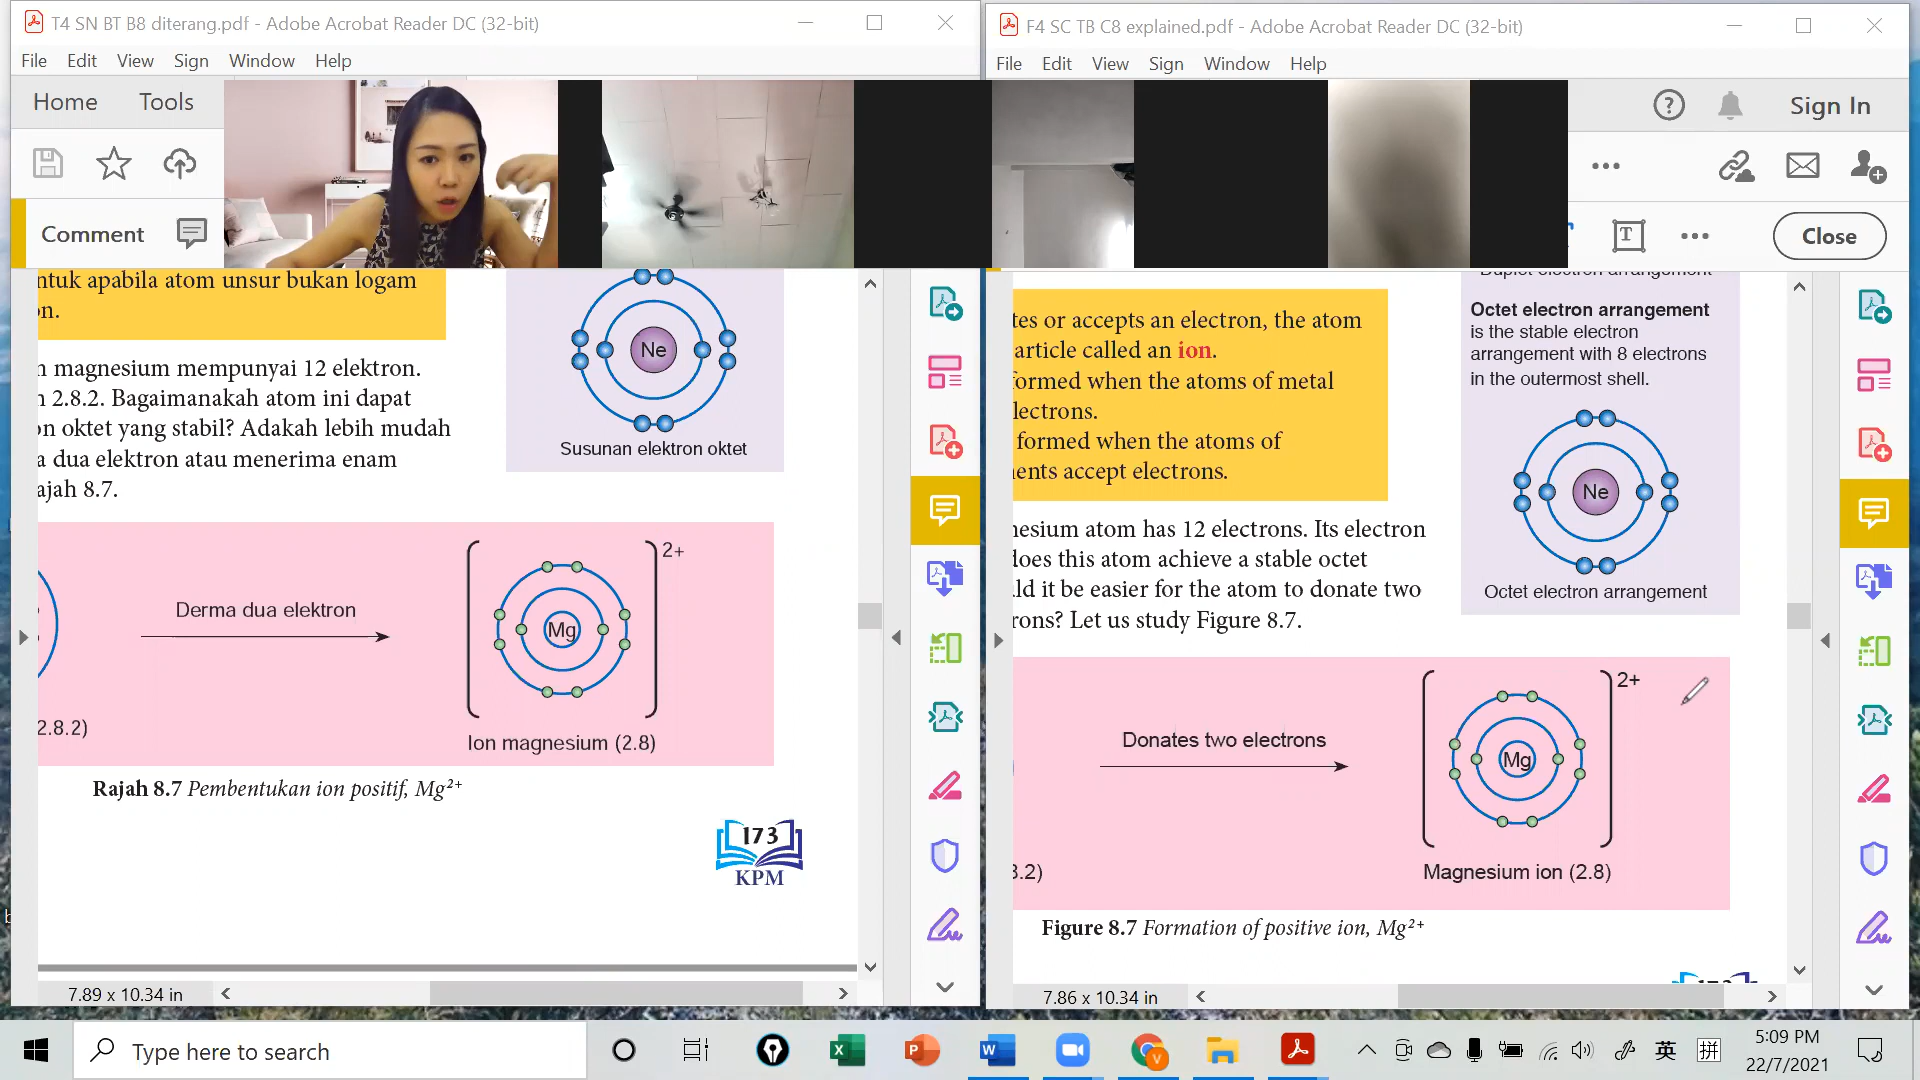 T4 SN BT B8 diterang.pdf - Adobe Acrobat Reader DC (32-bit)
File Edit View Sign Window Help
Home Tools
Comment
ntuk apabila atom unsur bukan logam
on.
Ne
Susunan elektron oktet
n magnesium mempunyai 12 elektron.
n 2.8.2. Bagaimanakah atom ini dapat
on oktet yang stabil? Adakah lebih mudah
a dua elektron atau menerima enam
ajah 8.7.
Derma dua elektron
Mg
2+
2.8.2)
Ion magnesium (2.8)
Rajah 8.7 Pembentukan ion positif, Mg²⁺
173
KPM
7.89 x 10.34 in
F4 SC TB C8 explained.pdf - Adobe Acrobat Reader DC (32-bit)
File Edit View Sign Window Help
Sign In
Close
Duplet electron arrangement
Octet electron arrangement
is the stable electron
arrangement with 8 electrons
in the outermost shell.
Ne
Octet electron arrangement
tes or accepts an electron, the atom
article called an ion.
formed when the atoms of metal
lectrons.
formed when the atoms of
ents accept electrons.
nesium atom has 12 electrons. Its electron
does this atom achieve a stable octet
ld it be easier for the atom to donate two
rons? Let us study Figure 8.7.
Donates two electrons
Mg
2+
8.2)
Magnesium ion (2.8)
Figure 8.7 Formation of positive ion, Mg²⁺
7.86 x 10.34 in
Type here to search
英 拼
5:09 PM
22/7/2021